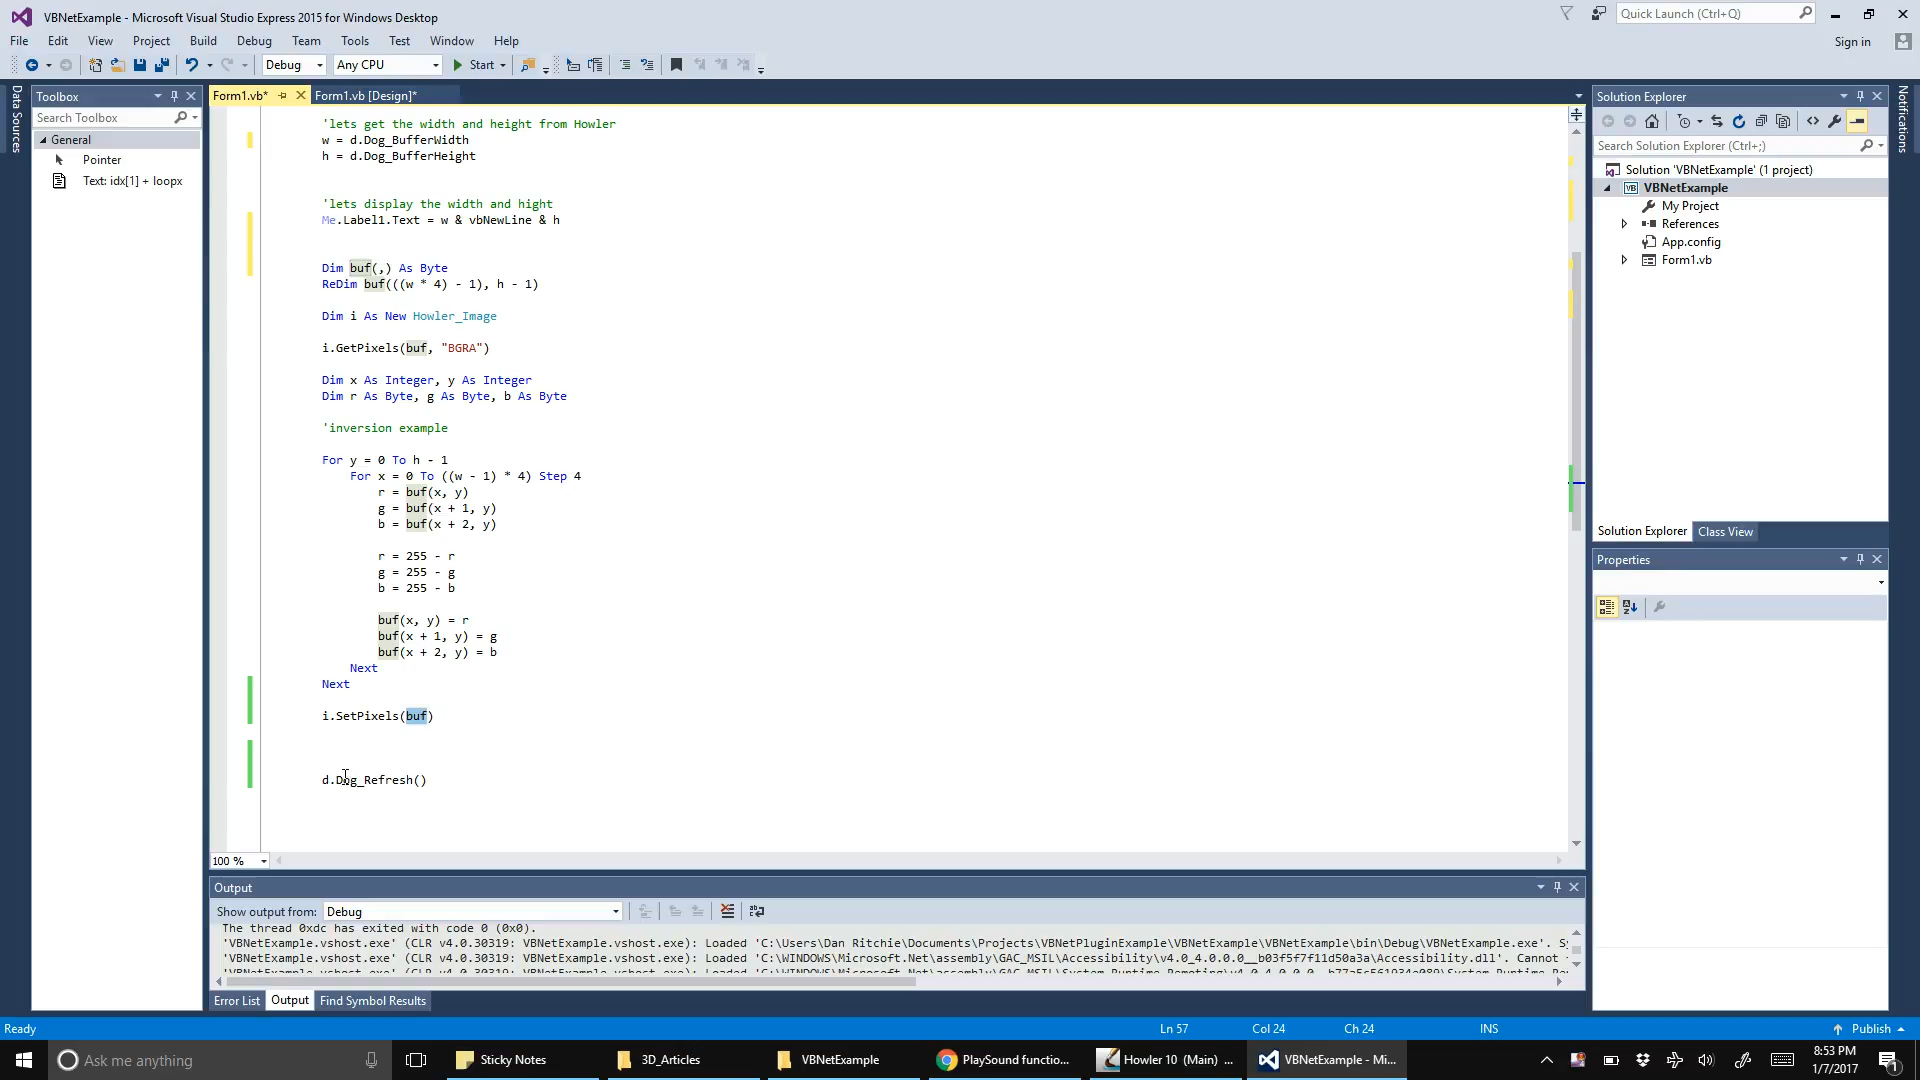 VBNetExample - Microsoft Visual Studio Express 2015 for Windows Desktop
Quick Launch (Ctrl+Q)
File Edit View Project Build Debug Team Tools Test Window Help
Sign in
Debug Any CPU Start
Data Sources
Toolbox
Search Toolbox
General
Pointer
Text: idx[1] + loopx
Form1.vb* Form1.vb [Design]*
'lets get the width and height from Howler
w = d.Dog_BufferWidth
h = d.Dog_BufferHeight
'lets display the width and hight
Me.Label1.Text = w & vbNewLine & h
Dim buf(,) As Byte
ReDim buf(((w * 4) - 1), h - 1)
Dim i As New Howler_Image
i.GetPixels(buf, "BGRA")
Dim x As Integer, y As Integer
Dim r As Byte, g As Byte, b As Byte
'inversion example
For y = 0 To h - 1
For x = 0 To ((w - 1) * 4) Step 4
r = buf(x, y)
g = buf(x + 1, y)
b = buf(x + 2, y)
r = 255 - r
g = 255 - g
b = 255 - b
buf(x, y) = r
buf(x + 1, y) = g
buf(x + 2, y) = b
Next
Next
i.SetPixels(buf)
d.Dog_Refresh()
100 %
Output
Show output from: Debug
The thread 0xdc has exited with code 0 (0x0).
'VBNetExample.vshost.exe' (CLR v4.0.30319: VBNetExample.vshost.exe): Loaded 'C:\Users\Dan Ritchie\Documents\Projects\VBNetPluginExample\VBNetExample\VBNetExample\bin\Debug\VBNetExample.exe'. Sy
'VBNetExample.vshost.exe' (CLR v4.0.30319: VBNetExample.vshost.exe): Loaded 'C:\WINDOWS\Microsoft.Net\assembly\GAC_MSIL\Accessibility\v4.0_4.0.0.0__b03f5f7f11d50a3a\Accessibility.dll'. Cannot
Error List Output Find Symbol Results
Solution Explorer
Search Solution Explorer (Ctrl+;)
Solution 'VBNetExample' (1 project)
VB VBNetExample
My Project
References
App.config
Form1.vb
Solution Explorer Class View
Properties
Notifications
Ready Ln 57 Col 24 Ch 24 INS Publish
Ask me anything
Sticky Notes
3D_Articles
VBNetExample
PlaySound functio...
Howler 10 (Main) ...
VBNetExample - Mi...
8:53 PM
1/7/2017
1